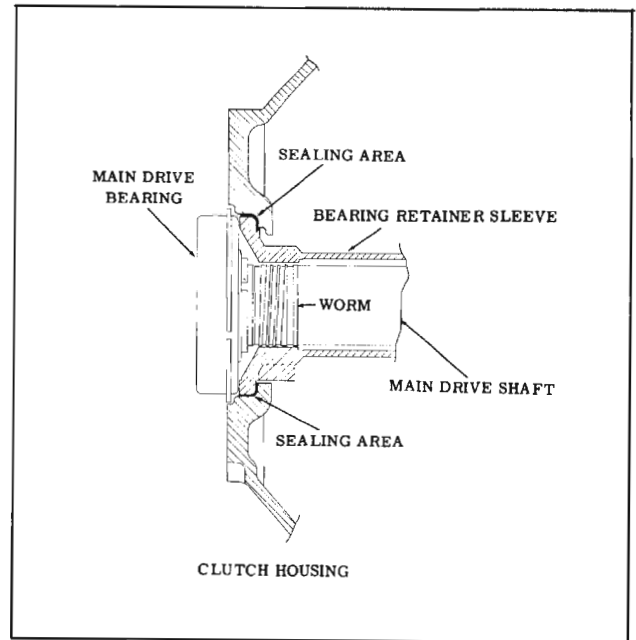 SEALING AREA
MAIN DRIVE
BEARING
BEARING RETAINER SLEEVE
WORM
MAIN DRIVE SHAFT
SEALING AREA
CLUTCH HOUSING